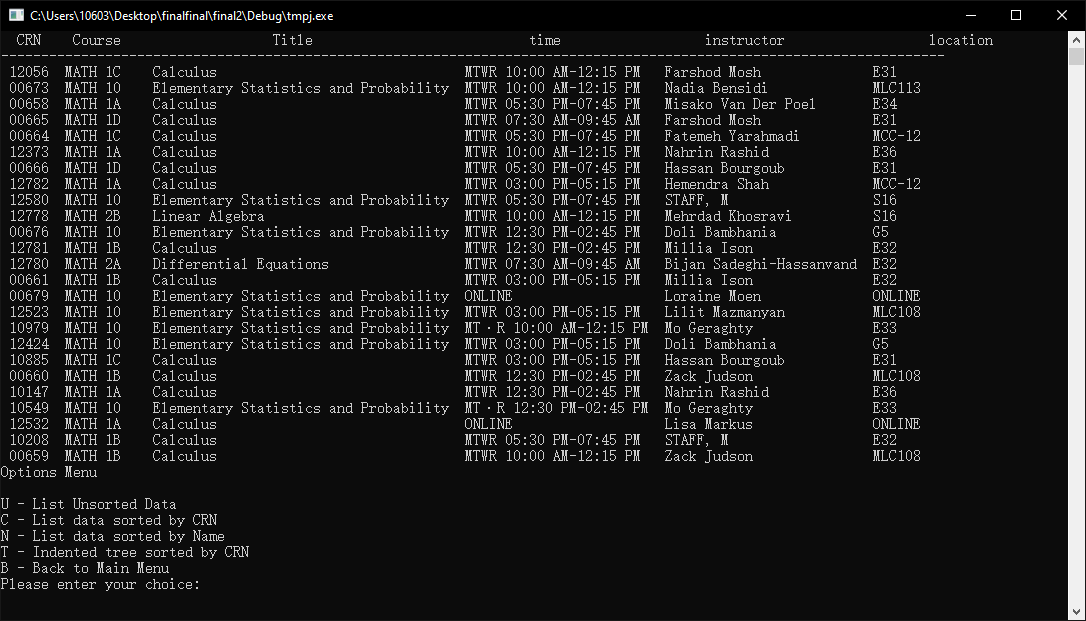 C:\Users\10603\Desktop\finalfinal\final2\Debug\tmpj.exe
CRN Course Title time instructor location
---------------------------------------------------------------------------------------------------------------------
12056 MATH 1C Calculus MTWR 10:00 AM-12:15 PM Farshod Mosh E31
00673 MATH 10 Elementary Statistics and Probability MTWR 10:00 AM-12:15 PM Nadia Bensidi MLC113
00658 MATH 1A Calculus MTWR 05:30 PM-07:45 PM Misako Van Der Poel E34
00665 MATH 1D Calculus MTWR 07:30 AM-09:45 AM Farshod Mosh E31
00664 MATH 1C Calculus MTWR 05:30 PM-07:45 PM Fatemeh Yarahmadi MCC-12
12373 MATH 1A Calculus MTWR 10:00 AM-12:15 PM Nahrin Rashid E36
00666 MATH 1D Calculus MTWR 05:30 PM-07:45 PM Hassan Bourgoub E31
12782 MATH 1A Calculus MTWR 03:00 PM-05:15 PM Hemendra Shah MCC-12
12580 MATH 10 Elementary Statistics and Probability MTWR 05:30 PM-07:45 PM STAFF, M S16
12778 MATH 2B Linear Algebra MTWR 10:00 AM-12:15 PM Mehrdad Khosravi S16
00676 MATH 10 Elementary Statistics and Probability MTWR 12:30 PM-02:45 PM Doli Bambhania G5
12781 MATH 1B Calculus MTWR 12:30 PM-02:45 PM Millia Ison E32
12780 MATH 2A Differential Equations MTWR 07:30 AM-09:45 AM Bijan Sadeghi-Hassanvand E32
00661 MATH 1B Calculus MTWR 03:00 PM-05:15 PM Millia Ison E32
00679 MATH 10 Elementary Statistics and Probability ONLINE Loraine Moen ONLINE
12523 MATH 10 Elementary Statistics and Probability MTWR 03:00 PM-05:15 PM Lilit Mazmanyan MLC108
10979 MATH 10 Elementary Statistics and Probability MT·R 10:00 AM-12:15 PM Mo Geraghty E33
12424 MATH 10 Elementary Statistics and Probability MTWR 03:00 PM-05:15 PM Doli Bambhania G5
10885 MATH 1C Calculus MTWR 03:00 PM-05:15 PM Hassan Bourgoub E31
00660 MATH 1B Calculus MTWR 12:30 PM-02:45 PM Zack Judson MLC108
10147 MATH 1A Calculus MTWR 12:30 PM-02:45 PM Nahrin Rashid E36
10549 MATH 10 Elementary Statistics and Probability MT·R 12:30 PM-02:45 PM Mo Geraghty E33
12532 MATH 1A Calculus ONLINE Lisa Markus ONLINE
10208 MATH 1B Calculus MTWR 05:30 PM-07:45 PM STAFF, M E32
00659 MATH 1B Calculus MTWR 10:00 AM-12:15 PM Zack Judson MLC108
Options Menu
U - List Unsorted Data
C - List data sorted by CRN
N - List data sorted by Name
T - Indented tree sorted by CRN
B - Back to Main Menu
Please enter your choice: